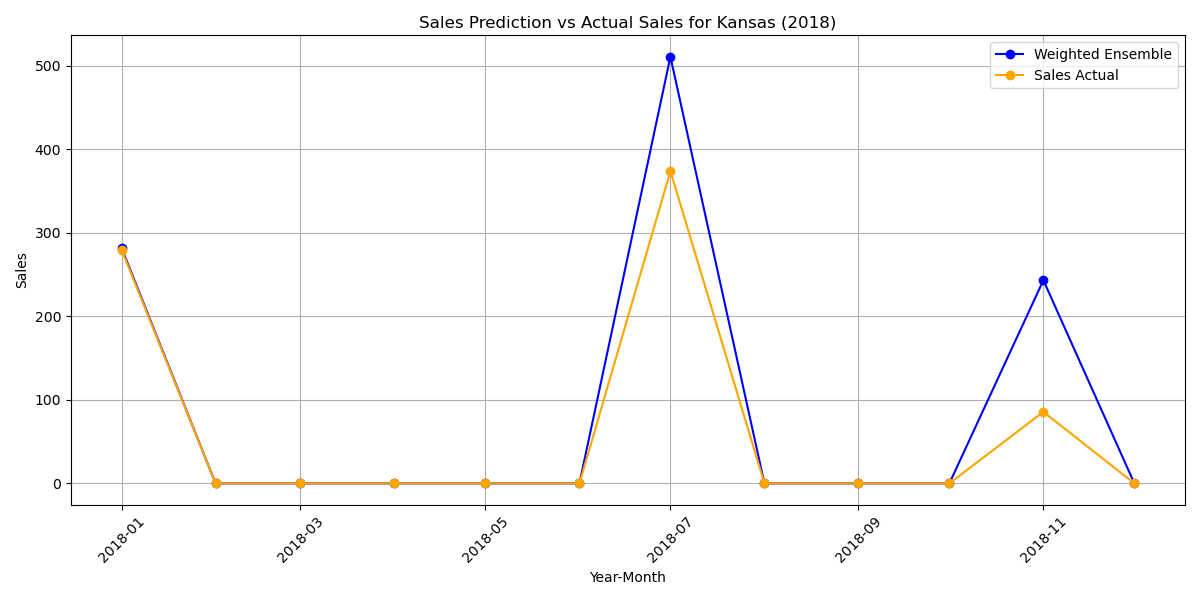 Sales Prediction vs Actual Sales for Kansas (2018)
Weighted Ensemble
Sales Actual
Sales
500
400
300
200
100
0
2018-01
2018-03
2018-05
2018-07
2018-09
2018-11
Year-Month